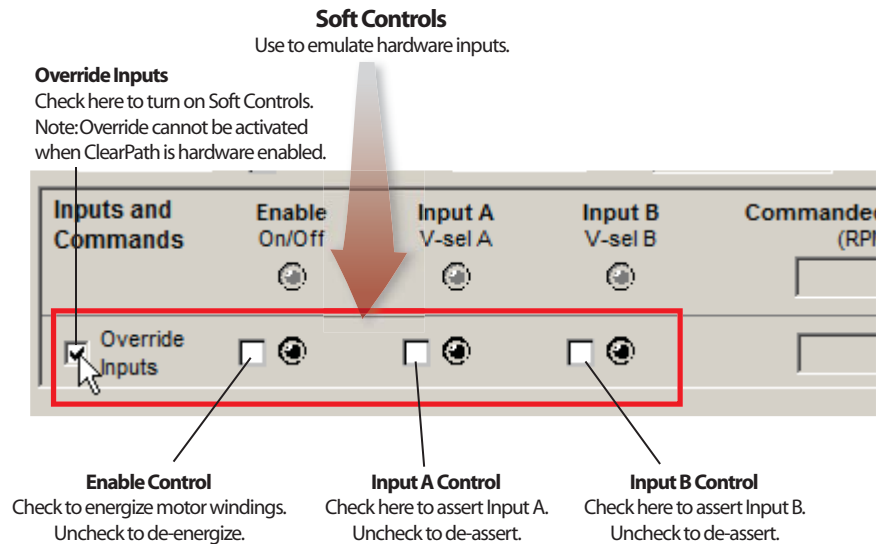 Soft Controls
Use to emulate hardware inputs.
Override Inputs
Check here to turn on Soft Controls.
Note: Override cannot be activated
when ClearPath is hardware enabled.
Inputs and
Commands
Enable
On/Off
Input A
V-sel A
Input B
V-sel B
Commanded
(RPM
Override
Inputs
Enable Control
Check to energize motor windings.
Uncheck to de-energize.
Input A Control
Check here to assert Input A.
Uncheck to de-assert.
Input B Control
Check here to assert Input B.
Uncheck to de-assert.